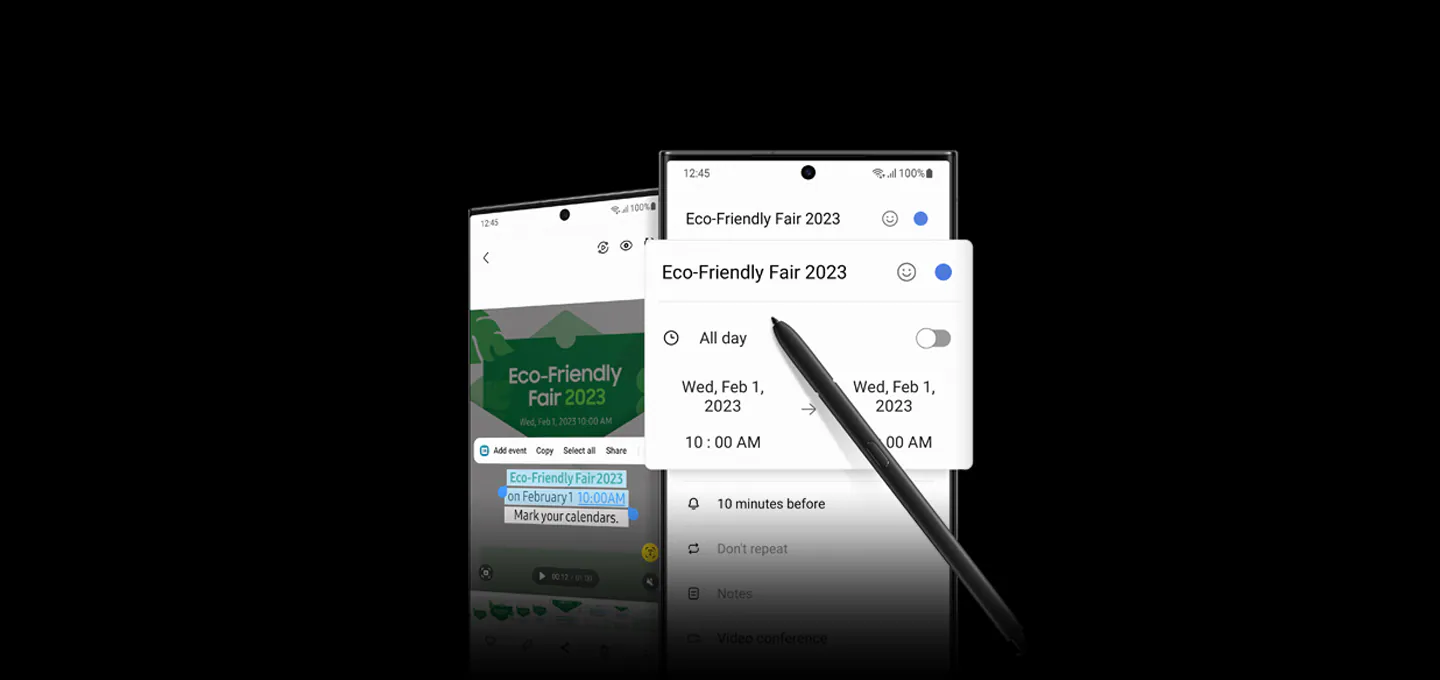 12:45
100%
Eco-Friendly
Fair 2023
Wed, Feb 1, 2023 10:00 AM
Add event Copy Select all Share
Eco-Friendly Fair 2023
on February 1 10:00AM
Mark your calendars.
00:12
12:45 100%
Eco-Friendly Fair 2023
Eco-Friendly Fair 2023
All day
Wed, Feb 1,
2023
10 : 00 AM
Wed, Feb 1,
2023
00 AM
10 minutes before
Don't repeat
Notes
Video conference